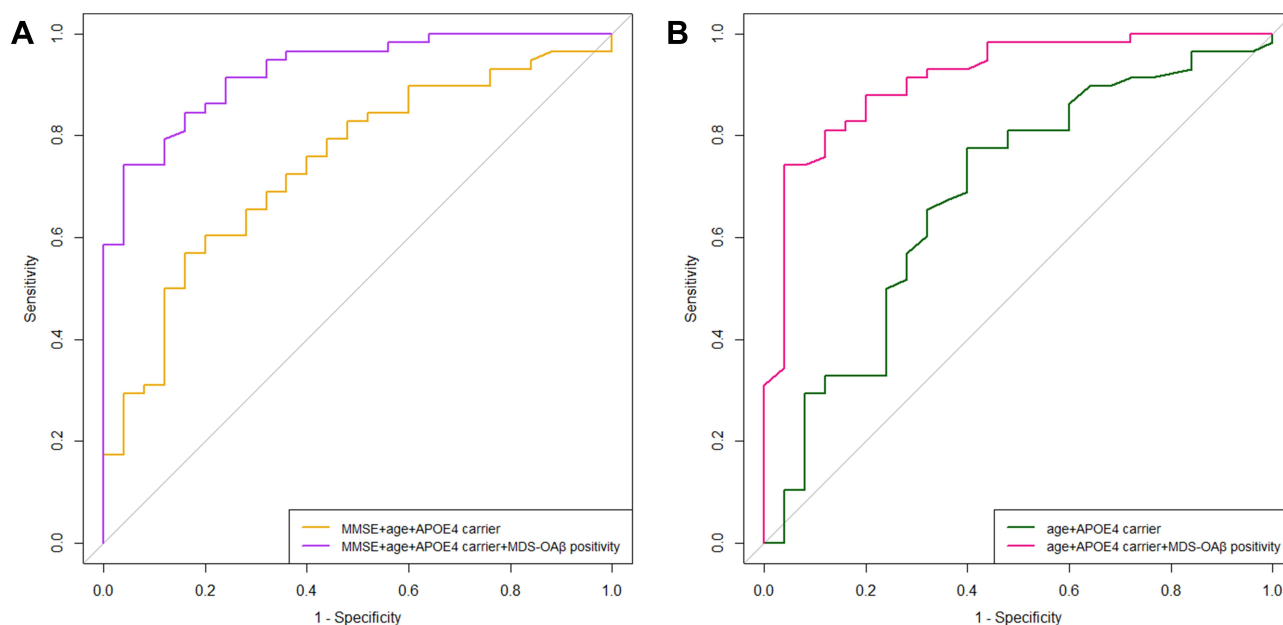 A
Sensitivity
1.0
0.8
0.6
0.4
0.2
0.0
MMSE+age+APOE4 carrier
MMSE+age+APOE4 carrier+MDS-OAβ positivity
0.0 0.2 0.4 0.6 0.8 1.0
1 - Specificity
B
Sensitivity
1.0
0.8
0.6
0.4
0.2
0.0
age+APOE4 carrier
age+APOE4 carrier+MDS-OAβ positivity
0.0 0.2 0.4 0.6 0.8 1.0
1 - Specificity